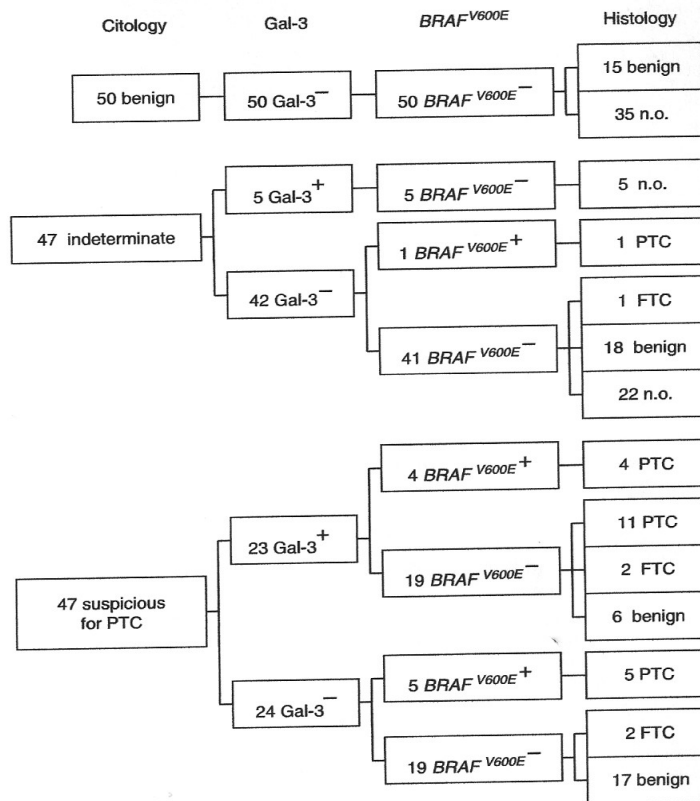 Citology Gal-3 BRAF^V600E Histology
50 benign 50 Gal-3⁻ 50 BRAF^V600E⁻ 15 benign
35 n.o.
5 Gal-3⁺ 5 BRAF^V600E⁻ 5 n.o.
47 indeterminate
1 BRAF^V600E⁺ 1 PTC
42 Gal-3⁻
1 FTC
41 BRAF^V600E⁻ 18 benign
22 n.o.
4 BRAF^V600E⁺ 4 PTC
23 Gal-3⁺
11 PTC
19 BRAF^V600E⁻ 2 FTC
6 benign
47 suspicious
for PTC
5 BRAF^V600E⁺ 5 PTC
24 Gal-3⁻
2 FTC
19 BRAF^V600E⁻
17 benign